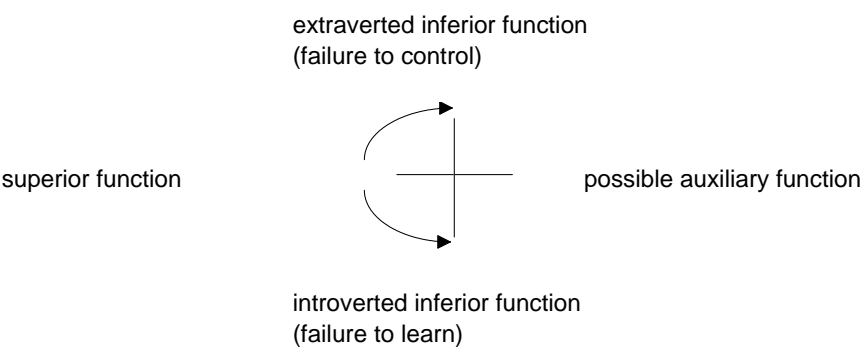 extraverted inferior function
(failure to control)
superior function
possible auxiliary function
introverted inferior function
(failure to learn)